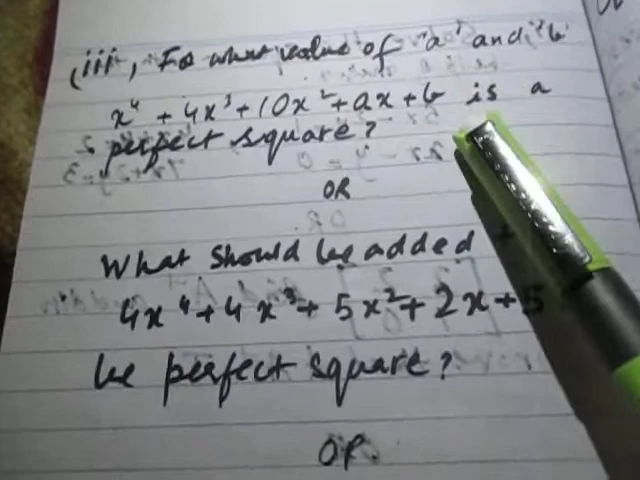 (iii, For what value of 'a' and 'b'
x⁴ + 4x³ + 10x² + ax + b is a
perfect square?
OR
What should be added
4x⁴ + 4x³ + 5x² + 2x + 5
be perfect square?
OR